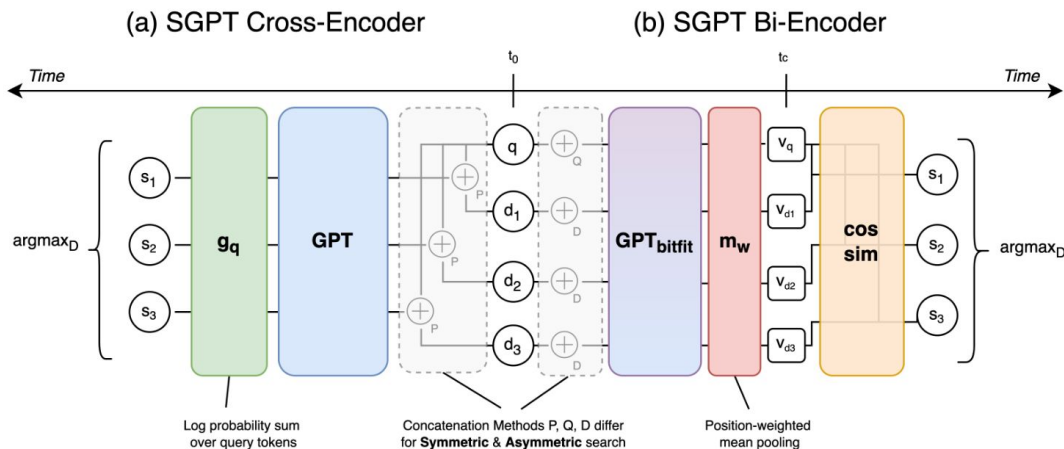 (a) SGPT Cross-Encoder
(b) SGPT Bi-Encoder
Time
t0
tc
Time
argmaxD
s1
s2
s3
gq
GPT
P
P
P
q
d1
d2
d3
Q
D
D
D
GPTbitfit
mw
vq
vd1
vd2
vd3
cos
sim
s1
s2
s3
argmaxD
Log probability sum
over query tokens
Concatenation Methods P, Q, D differ
for Symmetric & Asymmetric search
Position-weighted
mean pooling